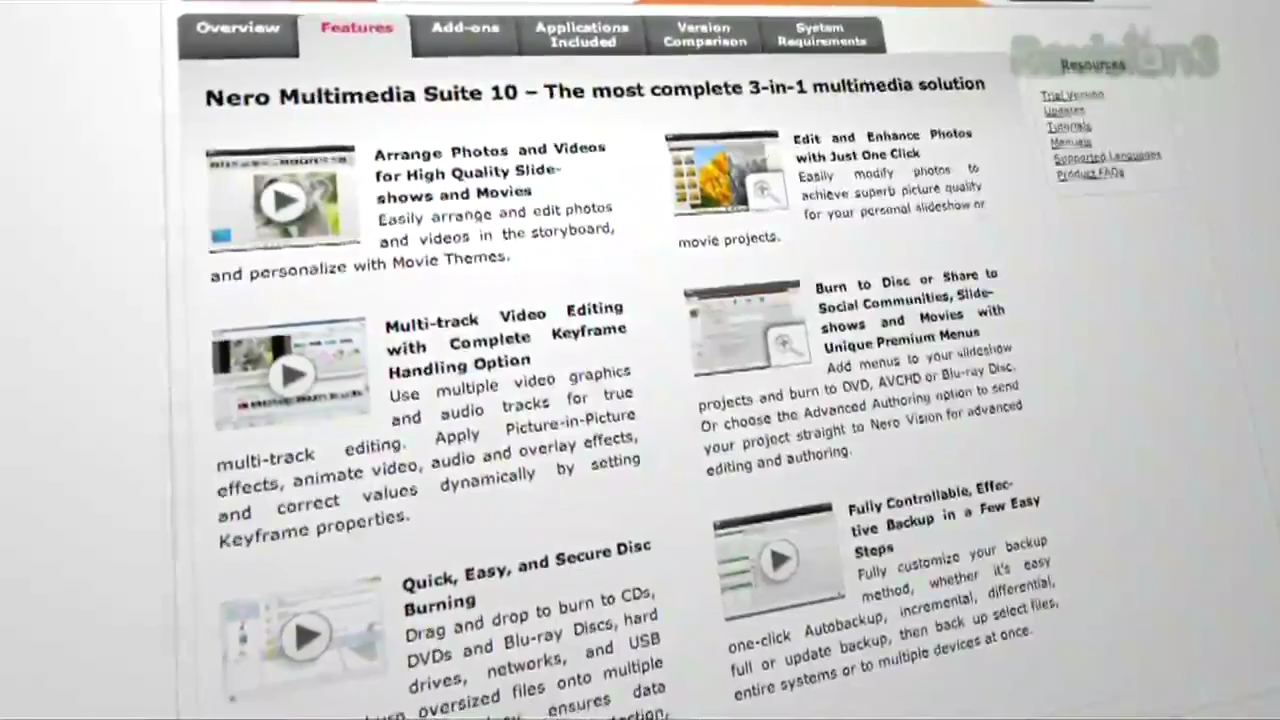 Overview
Features
Add-ons
Applications
Included
Version
Comparison
System
Requirements
Revision3
Nero Multimedia Suite 10 – The most complete 3-in-1 multimedia solution
Arrange Photos and Videos
for High Quality Slide-
shows and Movies
Easily arrange and edit photos
and videos in the storyboard,
and personalize with Movie Themes.
Multi-track Video Editing
with Complete Keyframe
Handling Option
Use multiple video graphics
and audio tracks for true
multi-track editing. Apply Picture-in-Picture
effects, animate video, audio and overlay effects,
and correct values dynamically by setting
Keyframe properties.
Quick, Easy, and Secure Disc
Burning
Drag and drop to burn to CDs,
DVDs and Blu-ray Discs, hard
drives, networks, and USB
oversized files onto multiple
ensures data
Edit and Enhance Photos
with Just One Click
Easily modify photos to
achieve superb picture quality
for your personal slideshow or
movie projects.
Burn to Disc or Share to
Social Communities, Slide-
shows and Movies with
Unique Premium Menus
Add menus to your slideshow
projects and burn to DVD, AVCHD or Blu-ray Disc.
Or choose the Advanced Authoring option to send
your project straight to Nero Vision for advanced
editing and authoring.
Fully Controllable, Effec-
tive Backup in a Few Easy
Steps
Fully customize your backup
method, whether it's easy
one-click Autobackup, incremental, differential,
full or update backup, then back up select files,
entire systems or to multiple devices at once.
Resources
Trial Version
Updates
Tutorials
Manuals
Supported Languages
Product FAQs